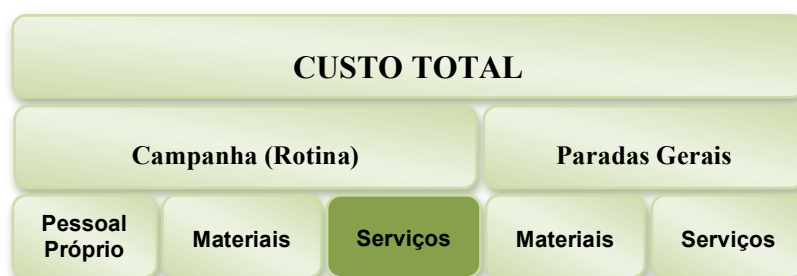 CUSTO TOTAL
Campanha (Rotina)
Paradas Gerais
Pessoal
Próprio
Materiais
Serviços
Materiais
Serviços